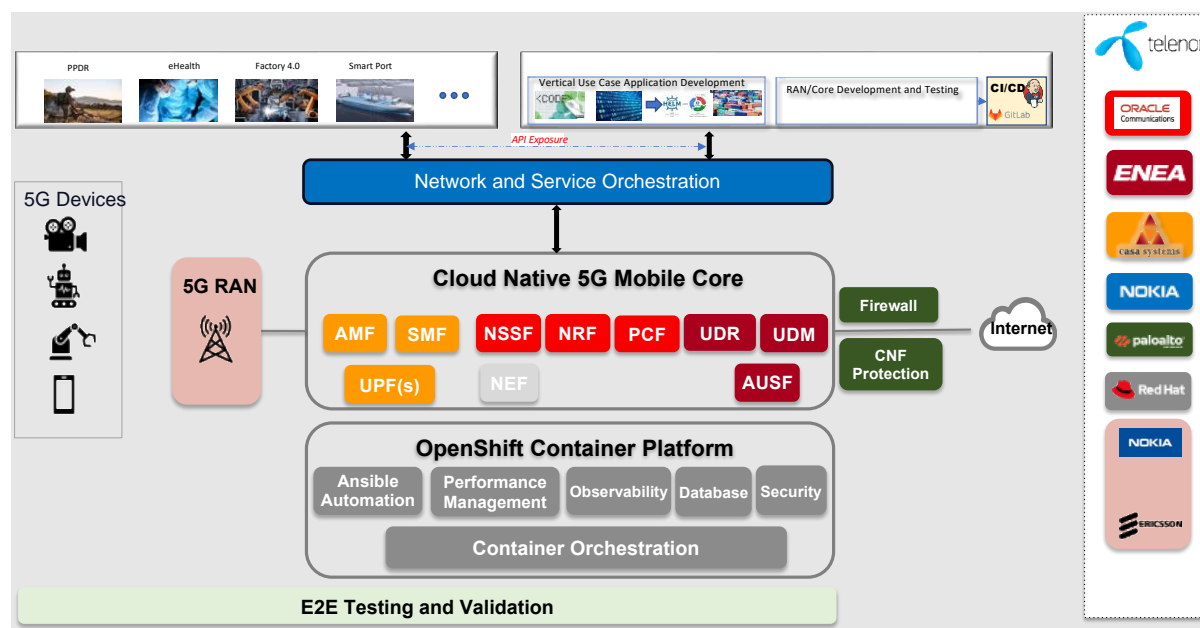 PPDR
eHealth
Factory 4.0
Smart Port
Vertical Use Case Application Development
<CODE
HELM
RAN/Core Development and Testing
CI/CD
GitLab
API Exposure
Network and Service Orchestration
5G Devices
5G RAN
Cloud Native 5G Mobile Core
AMF
SMF
NSSF
NRF
PCF
UDR
UDM
UPF(s)
NEF
AUSF
Firewall
CNF
Protection
Internet
OpenShift Container Platform
Ansible
Automation
Performance
Management
Observability
Database
Security
Container Orchestration
E2E Testing and Validation
telenor
ORACLE
Communications
ENEA
casa systems
NOKIA
paloalto
Red Hat
NOKIA
ERICSSON